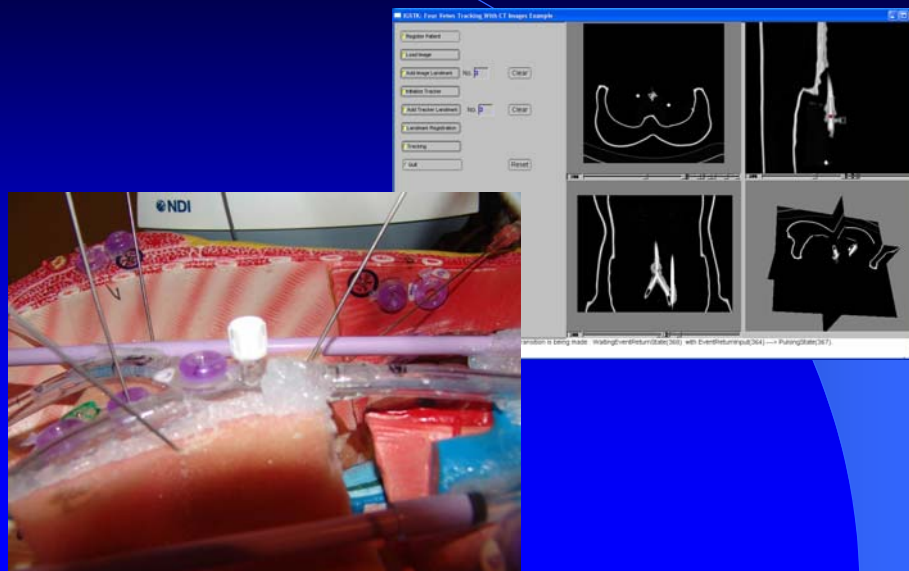 IGSTK: Four Views Tracking With CT Images Example
Register Patient
Load Image
Add Image Landmark No. Clear
Initialize Tracker
Add Tracker Landmark No. Clear
Landmark Registration
Tracking
Quit Reset
transition is being made : WaitingEventReturnState(368) with EventReturnInput(364) ---> PulsingState(367).
NDI